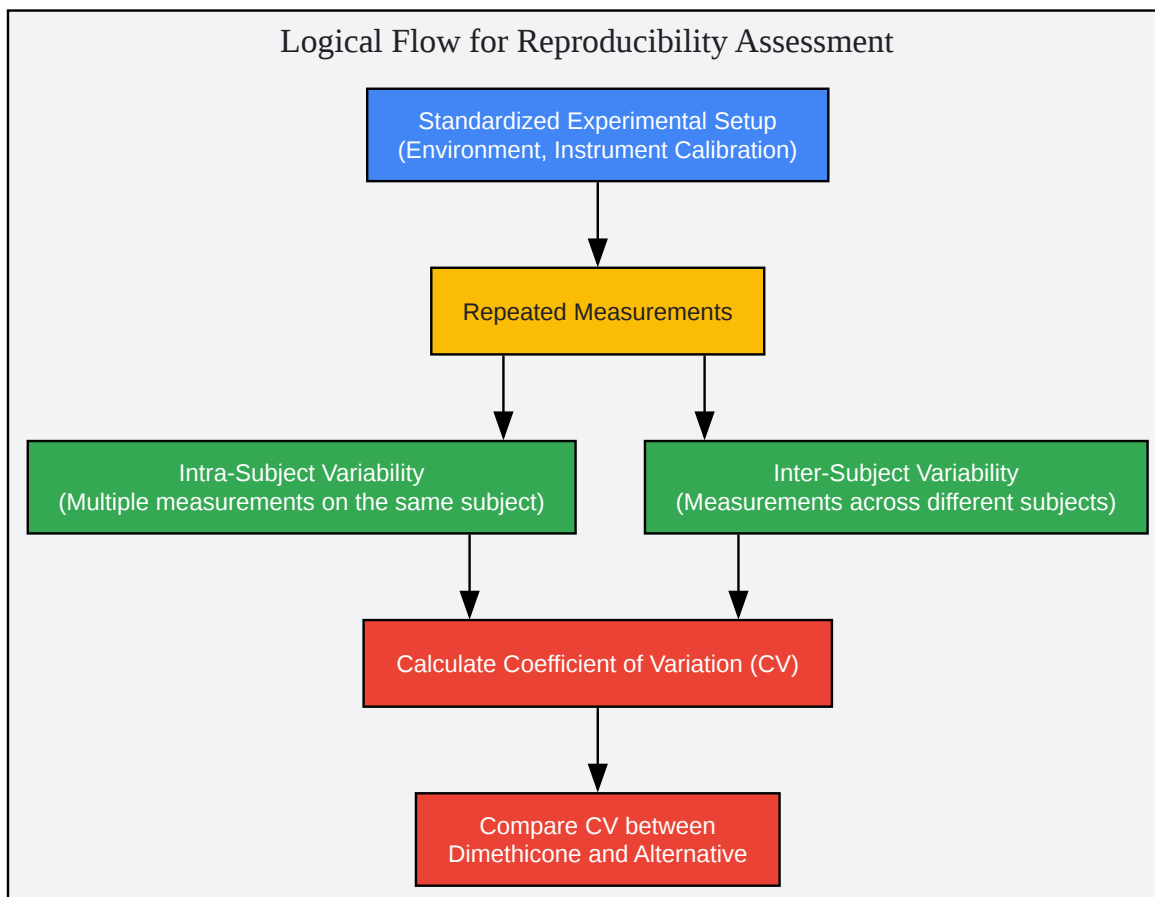 Logical Flow for Reproducibility Assessment
Standardized Experimental Setup
(Environment, Instrument Calibration)
Repeated Measurements
Intra-Subject Variability
(Multiple measurements on the same subject)
Inter-Subject Variability
(Measurements across different subjects)
Calculate Coefficient of Variation (CV)
Compare CV between
Dimethicone and Alternative